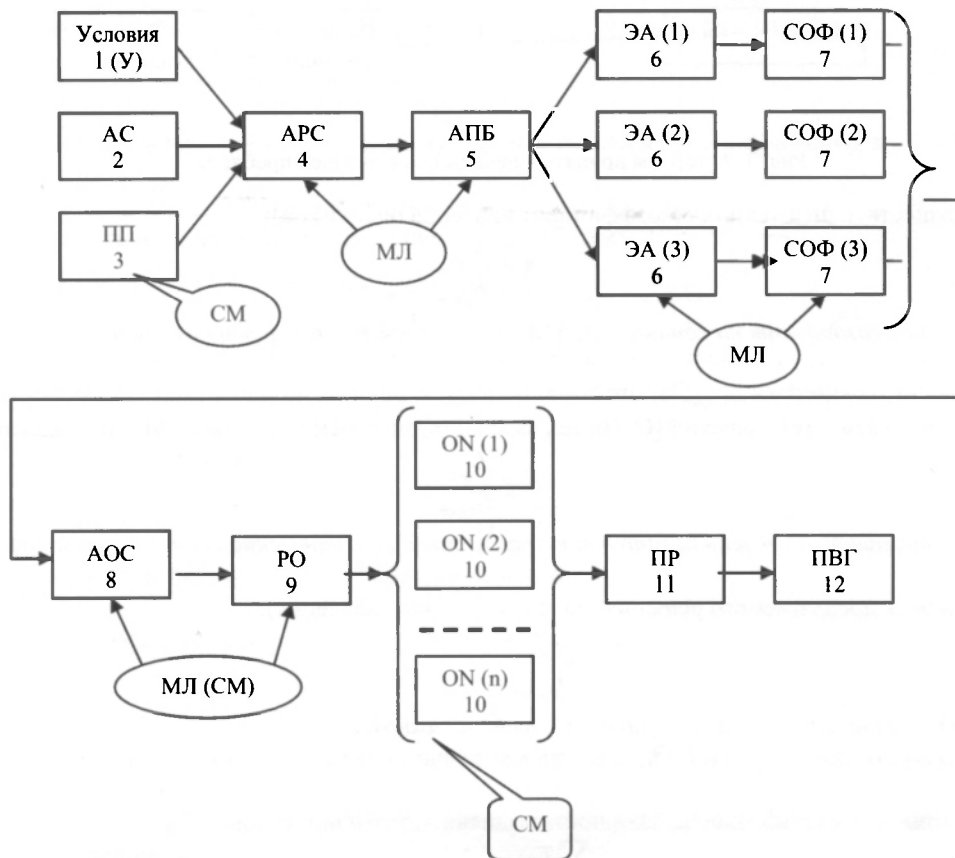 Условия
1 (У)
ЭА (1)
6
СОФ (1)
7
АС
2
АРС
4
АПБ
5
ЭА (2)
6
СОФ (2)
7
ПП
3
СМ
МЛ
ЭА (3)
6
СОФ (3)
7
МЛ
ON (1)
10
АОС
8
РО
9
ON (2)
10
ПР
11
ПВГ
12
МЛ (СМ)
ON (n)
10
СМ